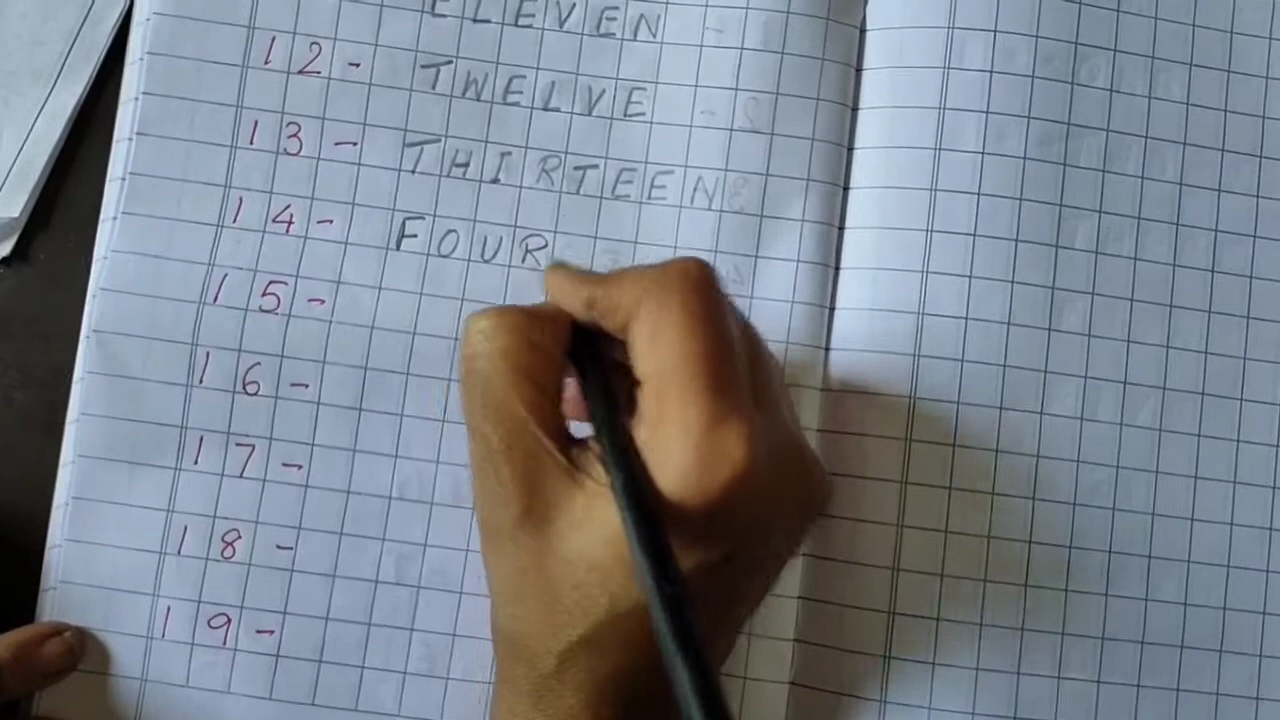 ELEVEN -
12 - TWELVE
13 - THIRTEEN
14 - FOUR
15 -
16 -
17 -
18 -
19 -